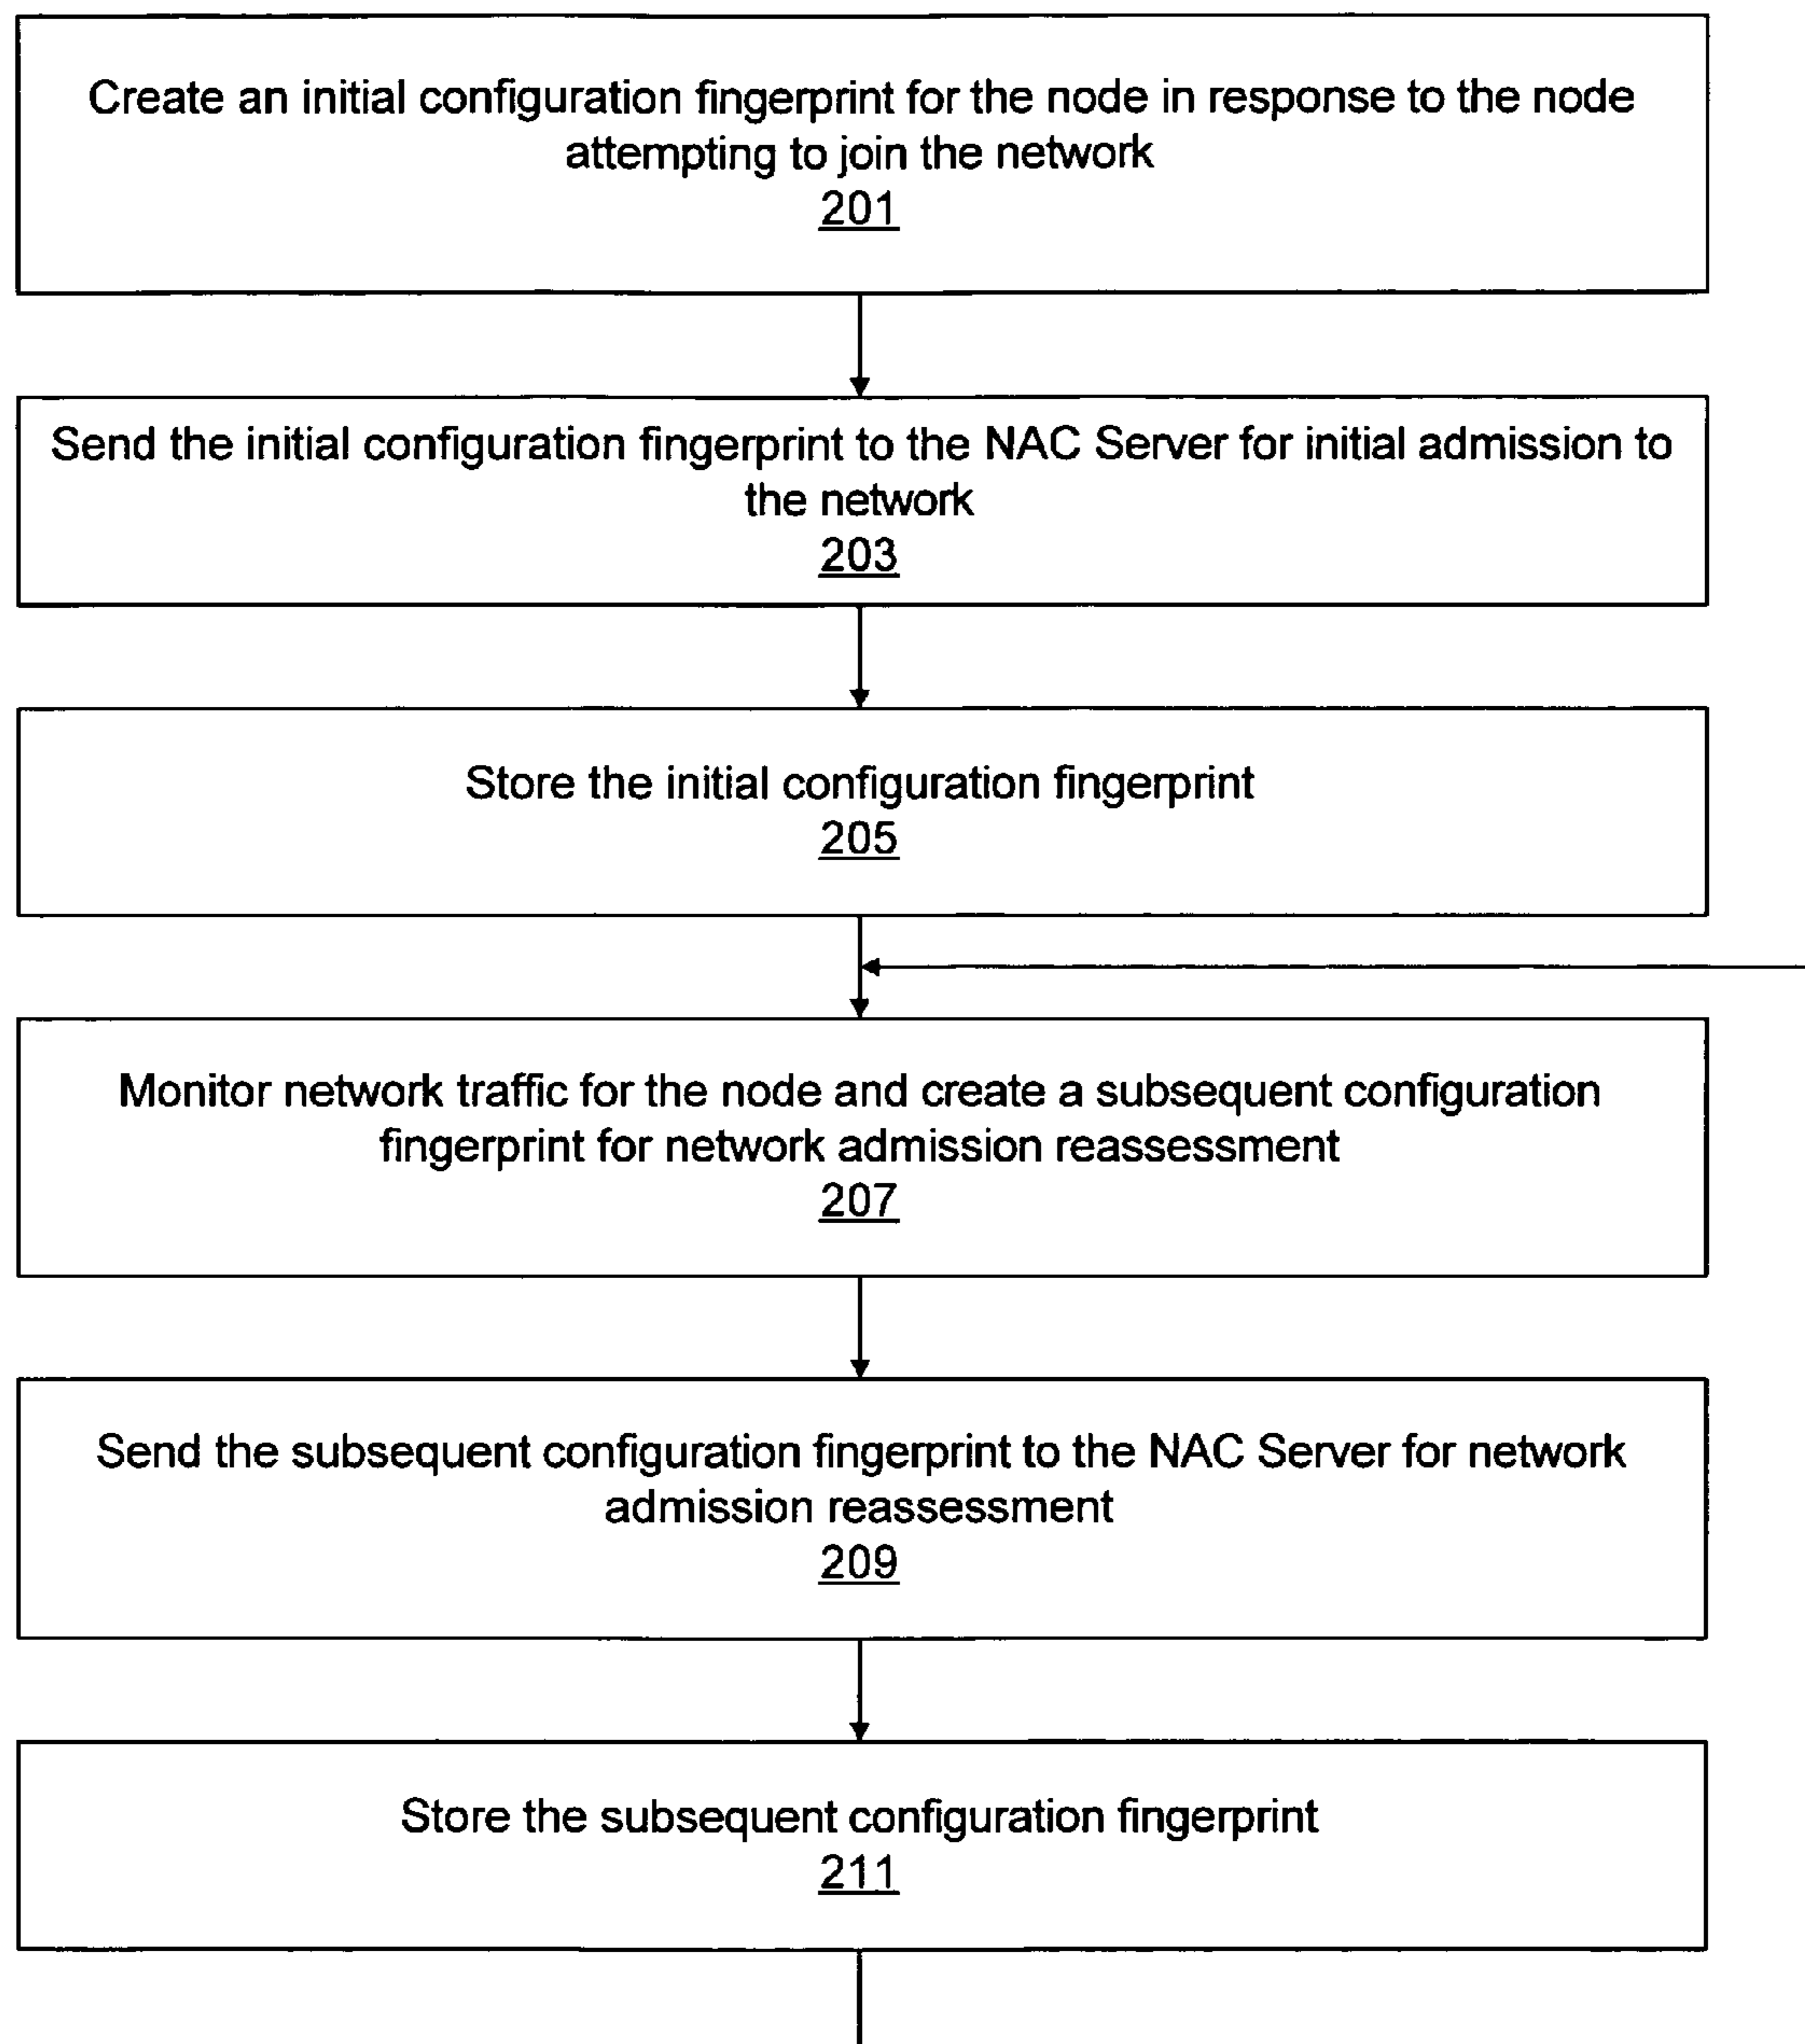 Create an initial configuration fingerprint for the node in response to the node
attempting to join the network
201
Send the initial configuration fingerprint to the NAC Server for initial admission to
the network
203
Store the initial configuration fingerprint
205
Monitor network traffic for the node and create a subsequent configuration
fingerprint for network admission reassessment
207
Send the subsequent configuration fingerprint to the NAC Server for network
admission reassessment
209
Store the subsequent configuration fingerprint
211